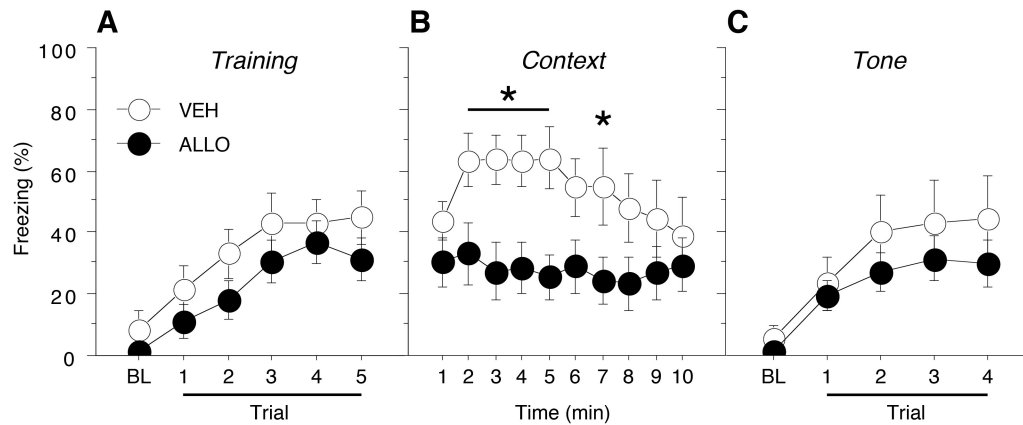 A B C
Training Context Tone
100
80
60
40
20
0
Freezing (%)
VEH
ALLO
* *
BL 1 2 3 4 5
Trial
1 2 3 4 5 6 7 8 9 10
Time (min)
BL 1 2 3 4
Trial